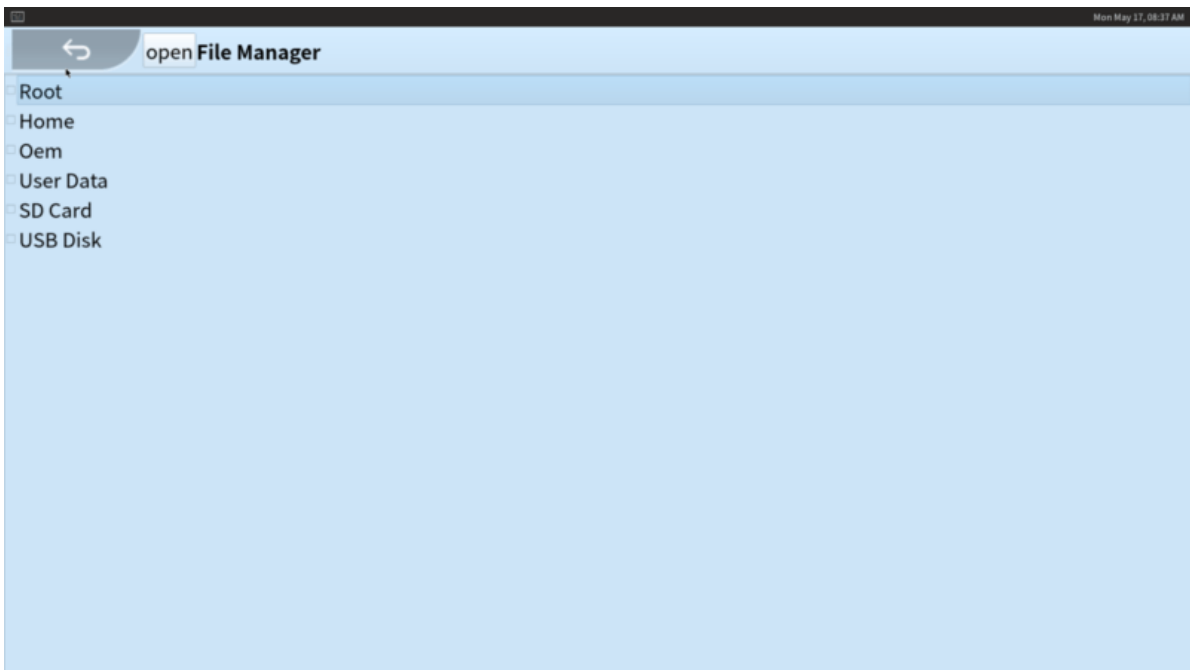 Mon May 17, 08:37 AM
open File Manager
Root
Home
Oem
User Data
SD Card
USB Disk